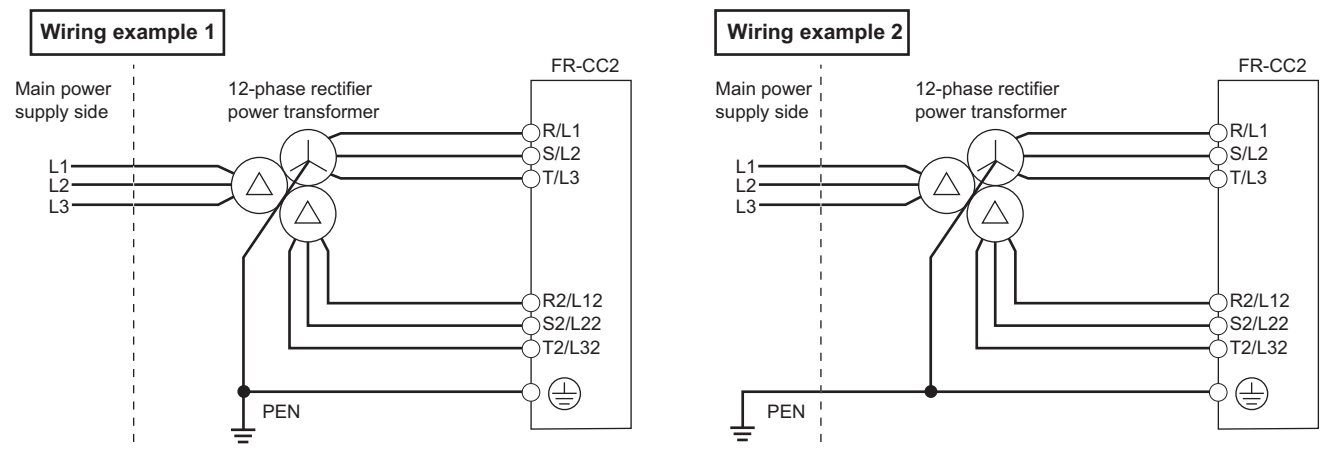 Wiring example 1
FR-CC2
Main power
supply side
12-phase rectifier
power transformer
R/L1
S/L2
T/L3
L1
L2
L3
R2/L12
S2/L22
T2/L32
PEN
Wiring example 2
FR-CC2
Main power
supply side
12-phase rectifier
power transformer
R/L1
S/L2
T/L3
L1
L2
L3
R2/L12
S2/L22
T2/L32
PEN